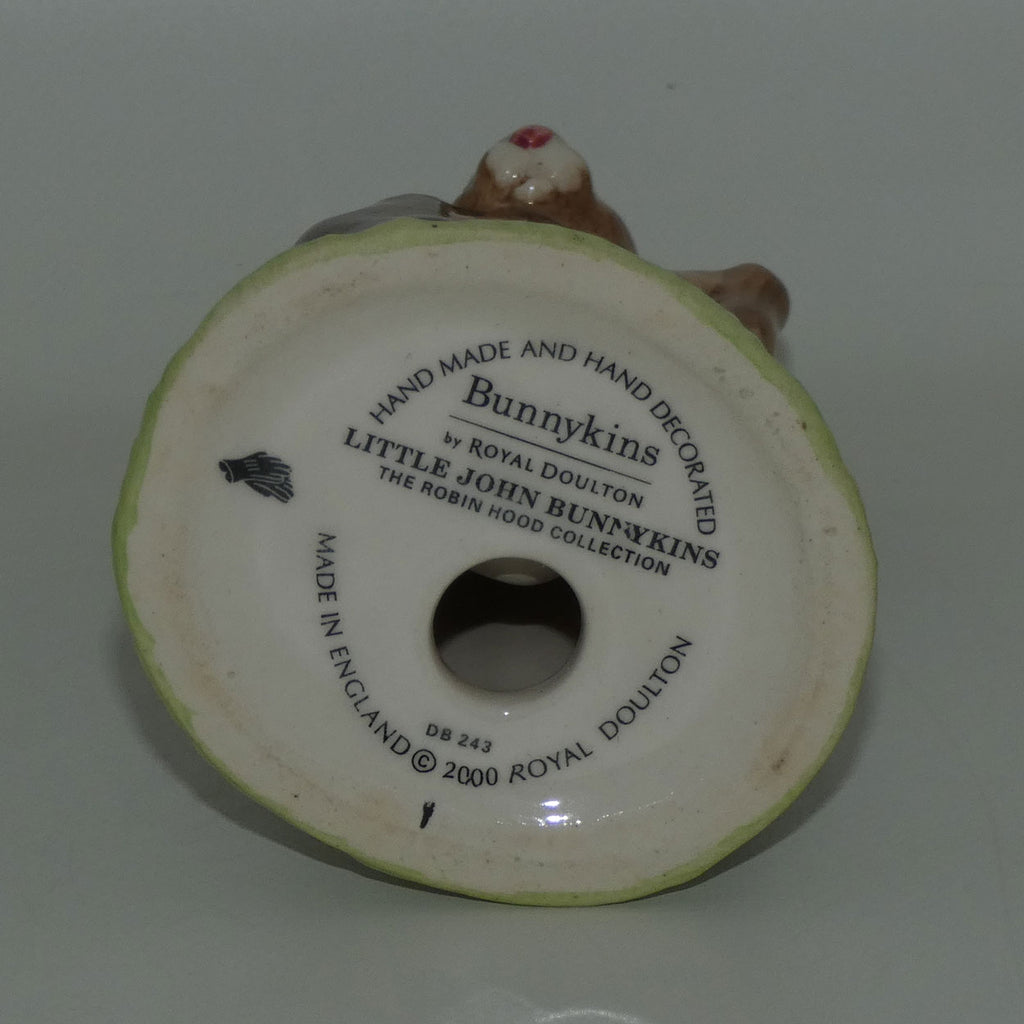 HAND MADE AND HAND DECORATED
Bunnykins
by ROYAL DOULTON
LITTLE JOHN BUNNYKINS
THE ROBIN HOOD COLLECTION
DB 243
MADE IN ENGLAND © 2000 ROYAL DOULTON